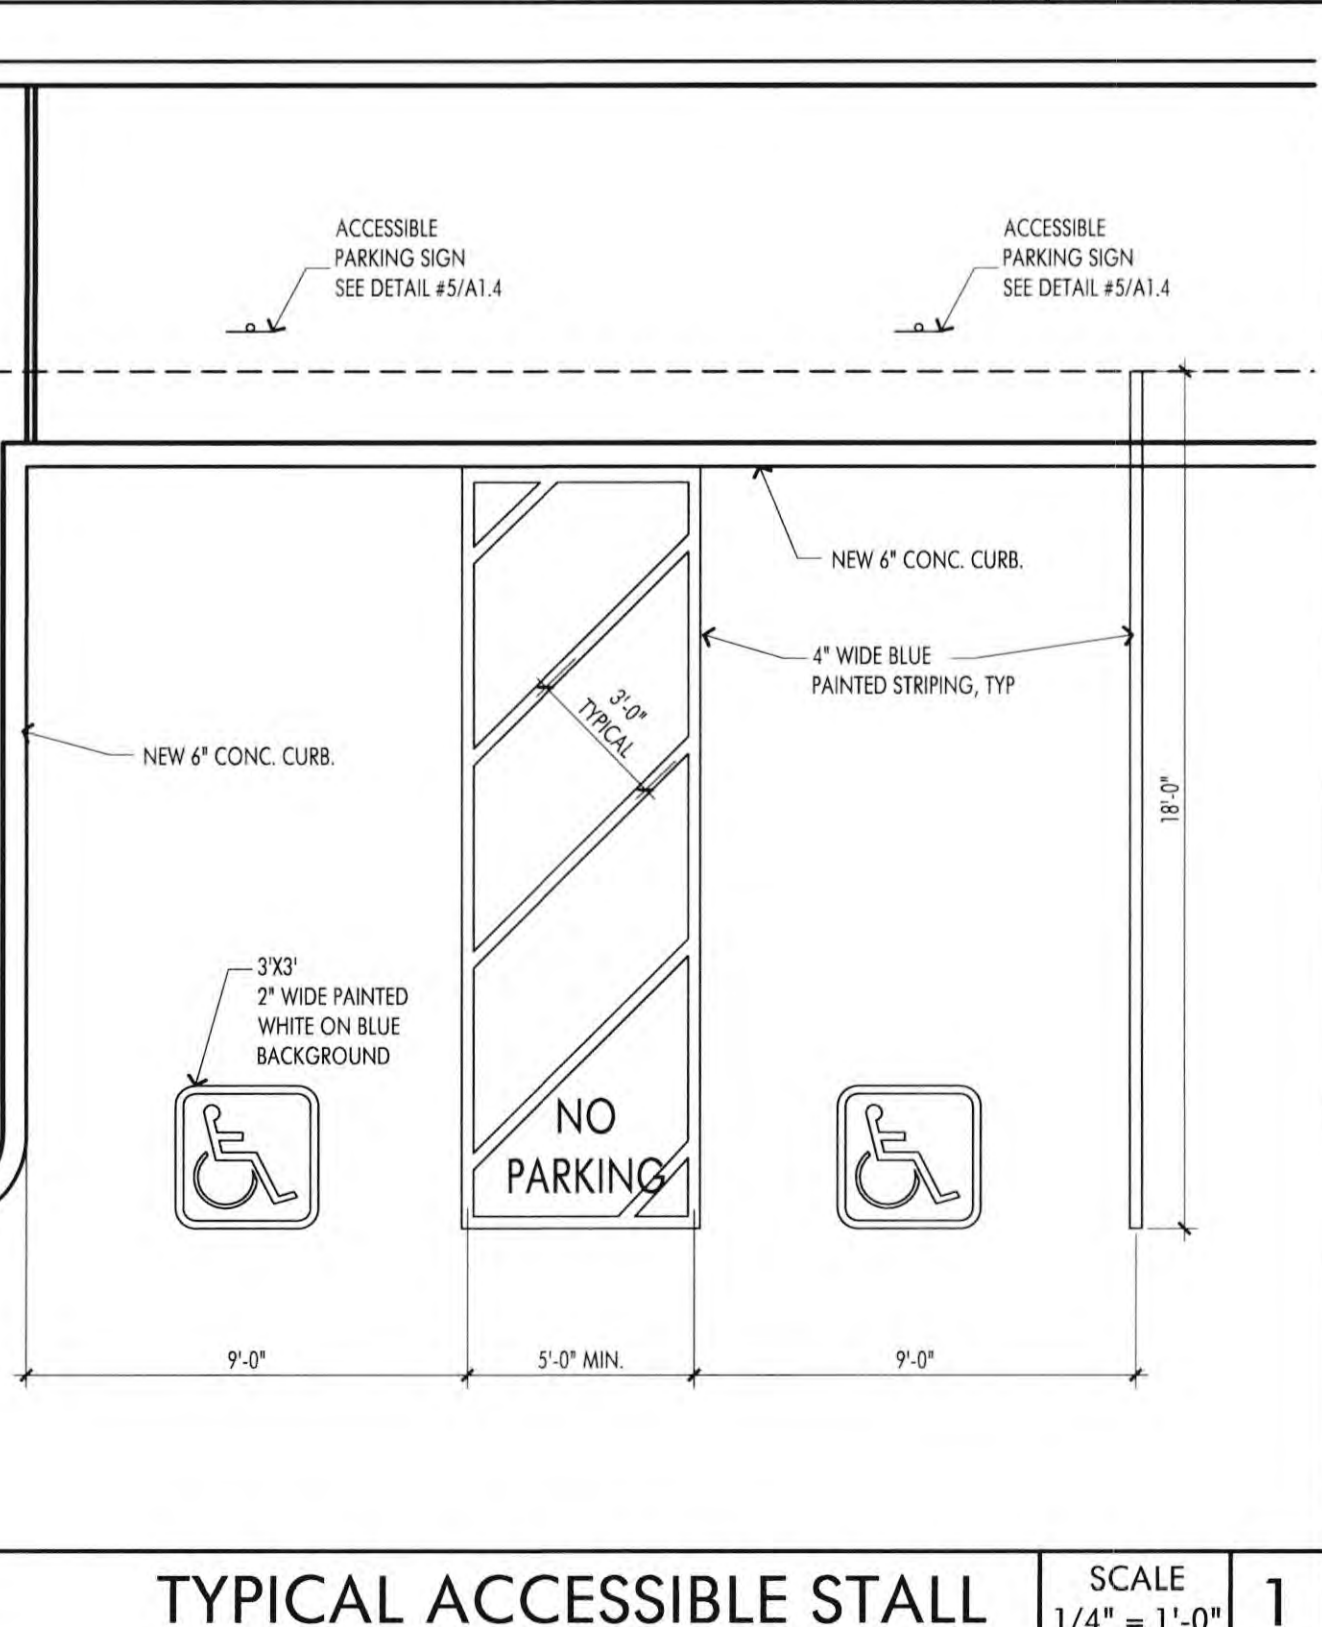 ACCESSIBLE
PARKING SIGN
SEE DETAIL #5/A1.4
ACCESSIBLE
PARKING SIGN
SEE DETAIL #5/A1.4
NEW 6" CONC. CURB.
4" WIDE BLUE
PAINTED STRIPING, TYP
3'-0"
TYPICAL
NEW 6" CONC. CURB.
18'-0"
3'X3'
2" WIDE PAINTED
WHITE ON BLUE
BACKGROUND
NO
PARKING
9'-0"
5'-0" MIN.
9'-0"
TYPICAL ACCESSIBLE STALL
SCALE
1/4" = 1'-0"
1